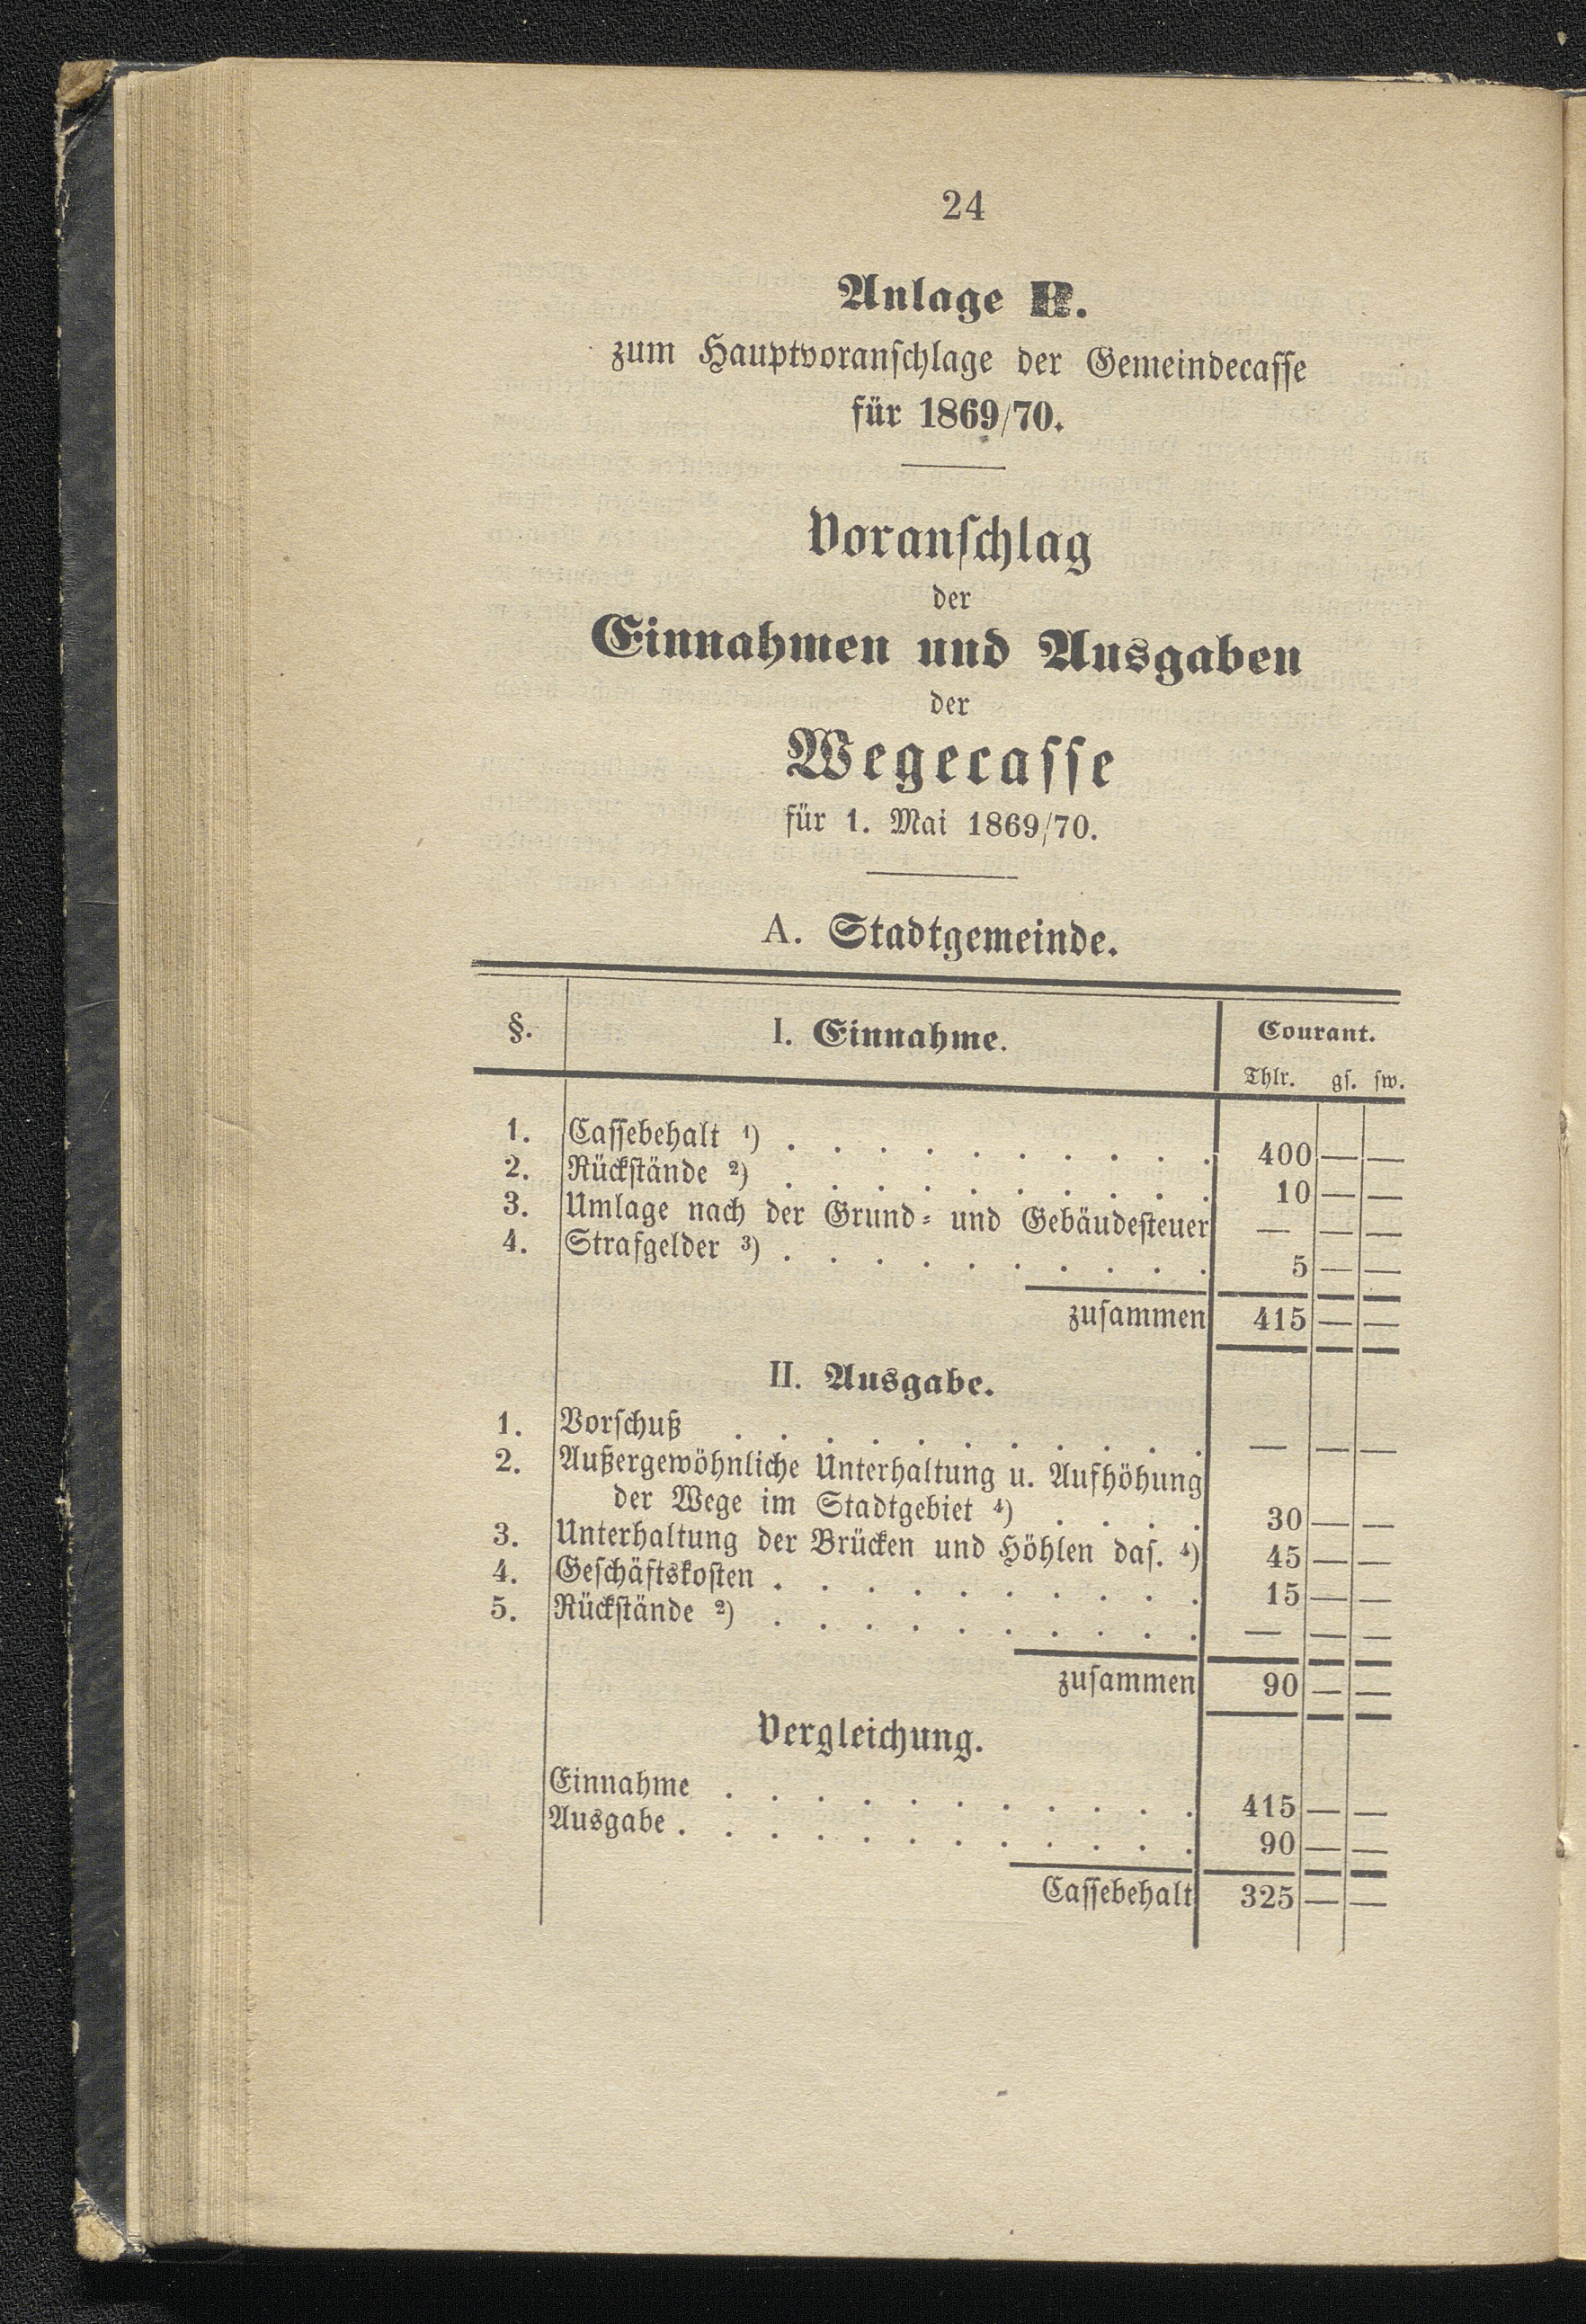 24
Anlage R.
zum Hauptvoranschlage der Gemeindecasse
für 1869/70.
Voranschlag
der
Einnahmen und Ausgaben
der
Wegecasse
für 1. Mai 1869/70.
A. Stadtgemeinde.
§. I. Einnahme. Courant.
Thlr. gs. sw.
1. Cassebehalt ¹) . . . . . . . . . . 400 — —
2. Rückstände ²) . . . . . . . . . . 10 — —
3. Umlage nach der Grund- und Gebäudesteuer — — —
4. Strafgelder ³) . . . . . . . . . . 5 — —
zusammen 415 — —
II. Ausgabe.
1. Vorschuß . . . . . . . . . . . — — —
2. Außergewöhnliche Unterhaltung u. Aufhöhung
der Wege im Stadtgebiet ⁴) . . . . 30 — —
3. Unterhaltung der Brücken und Höhlen das. ⁴) 45 — —
4. Geschäftskosten . . . . . . . . . . 15 — —
5. Rückstände ²) . . . . . . . . . . — — —
zusammen 90 — —
Vergleichung.
Einnahme . . . . . . . . . . . 415 — —
Ausgabe . . . . . . . . . . . . 90 — —
Cassebehalt 325 — —